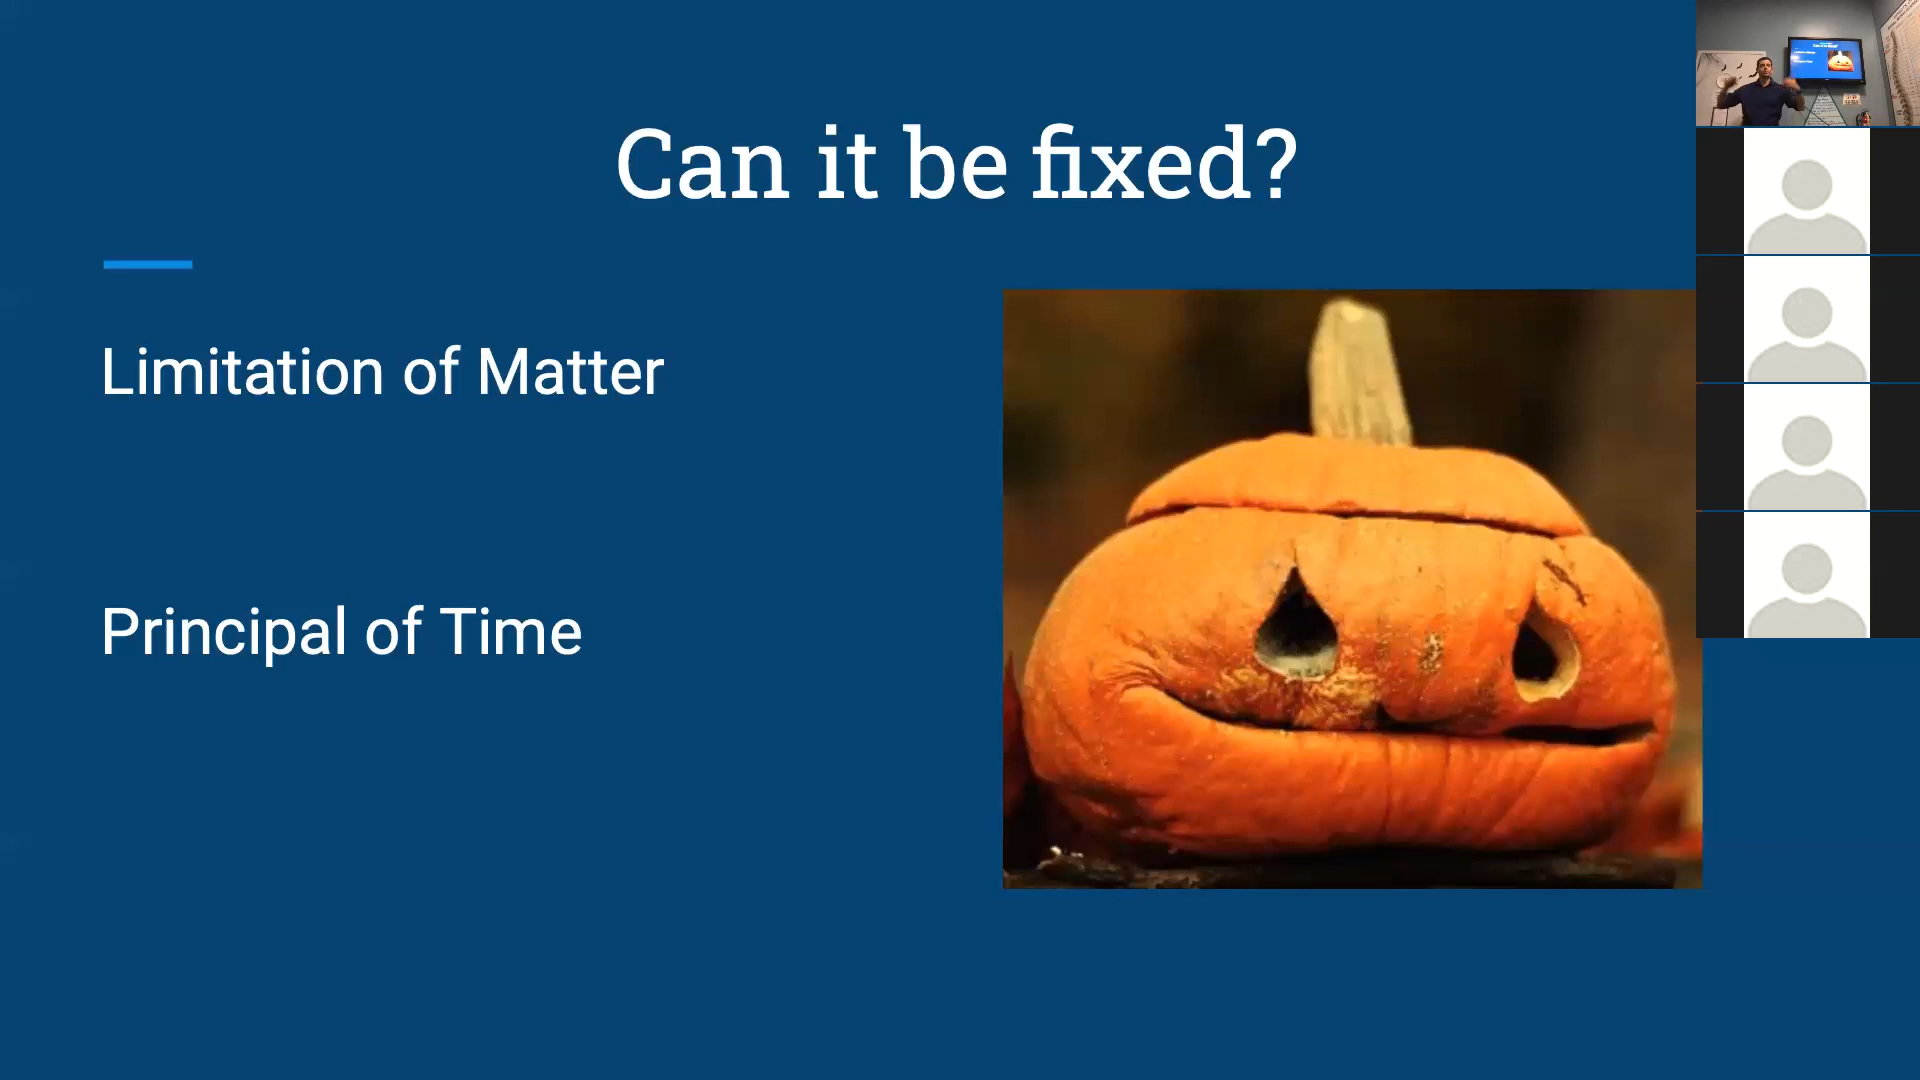 Can it be fixed?
Limitation of Matter
Principal of Time